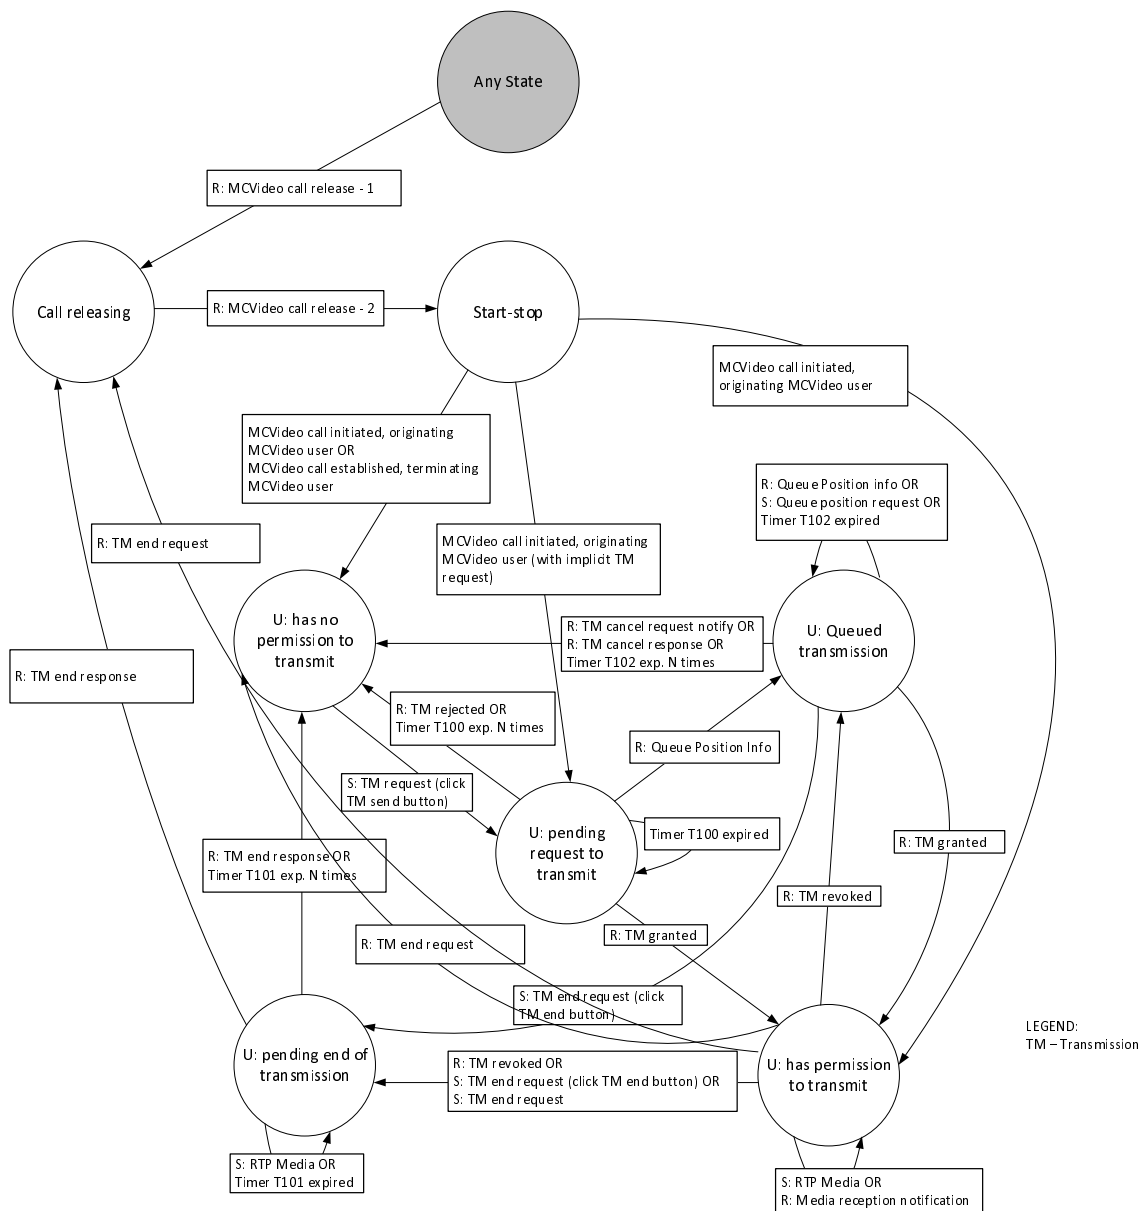 Any State
R: MCVideo call release - 1
Call releasing
R: MCVideo call release - 2
Start-stop
MCVideo call initiated,
originating MCVideo user
MCVideo call initiated, originating
MCVideo user OR
MCVideo call established, terminating
MCVideo user
R: Queue Position info OR
S: Queue position request OR
Timer T102 expired
R: TM end request
MCVideo call initiated, originating
MCVideo user (with implicit TM
request)
U: has no
permission to
transmit
R: TM cancel request notify OR
R: TM cancel response OR
Timer T102 exp. N times
U: Queued
transmission
R: TM end response
R: TM rejected OR
Timer T100 exp. N times
R: Queue Position Info
S: TM request (click
TM send button)
U: pending
request to
transmit
Timer T100 expired
R: TM granted
R: TM end response OR
Timer T101 exp. N times
R: TM revoked
R: TM end request
R: TM granted
S: TM end request (click
TM end button)
U: pending end of
transmission
R: TM revoked OR
S: TM end request (click TM end button) OR
S: TM end request
U: has permission
to transmit
LEGEND:
TM – Transmission
S: RTP Media OR
Timer T101 expired
S: RTP Media OR
R: Media reception notification